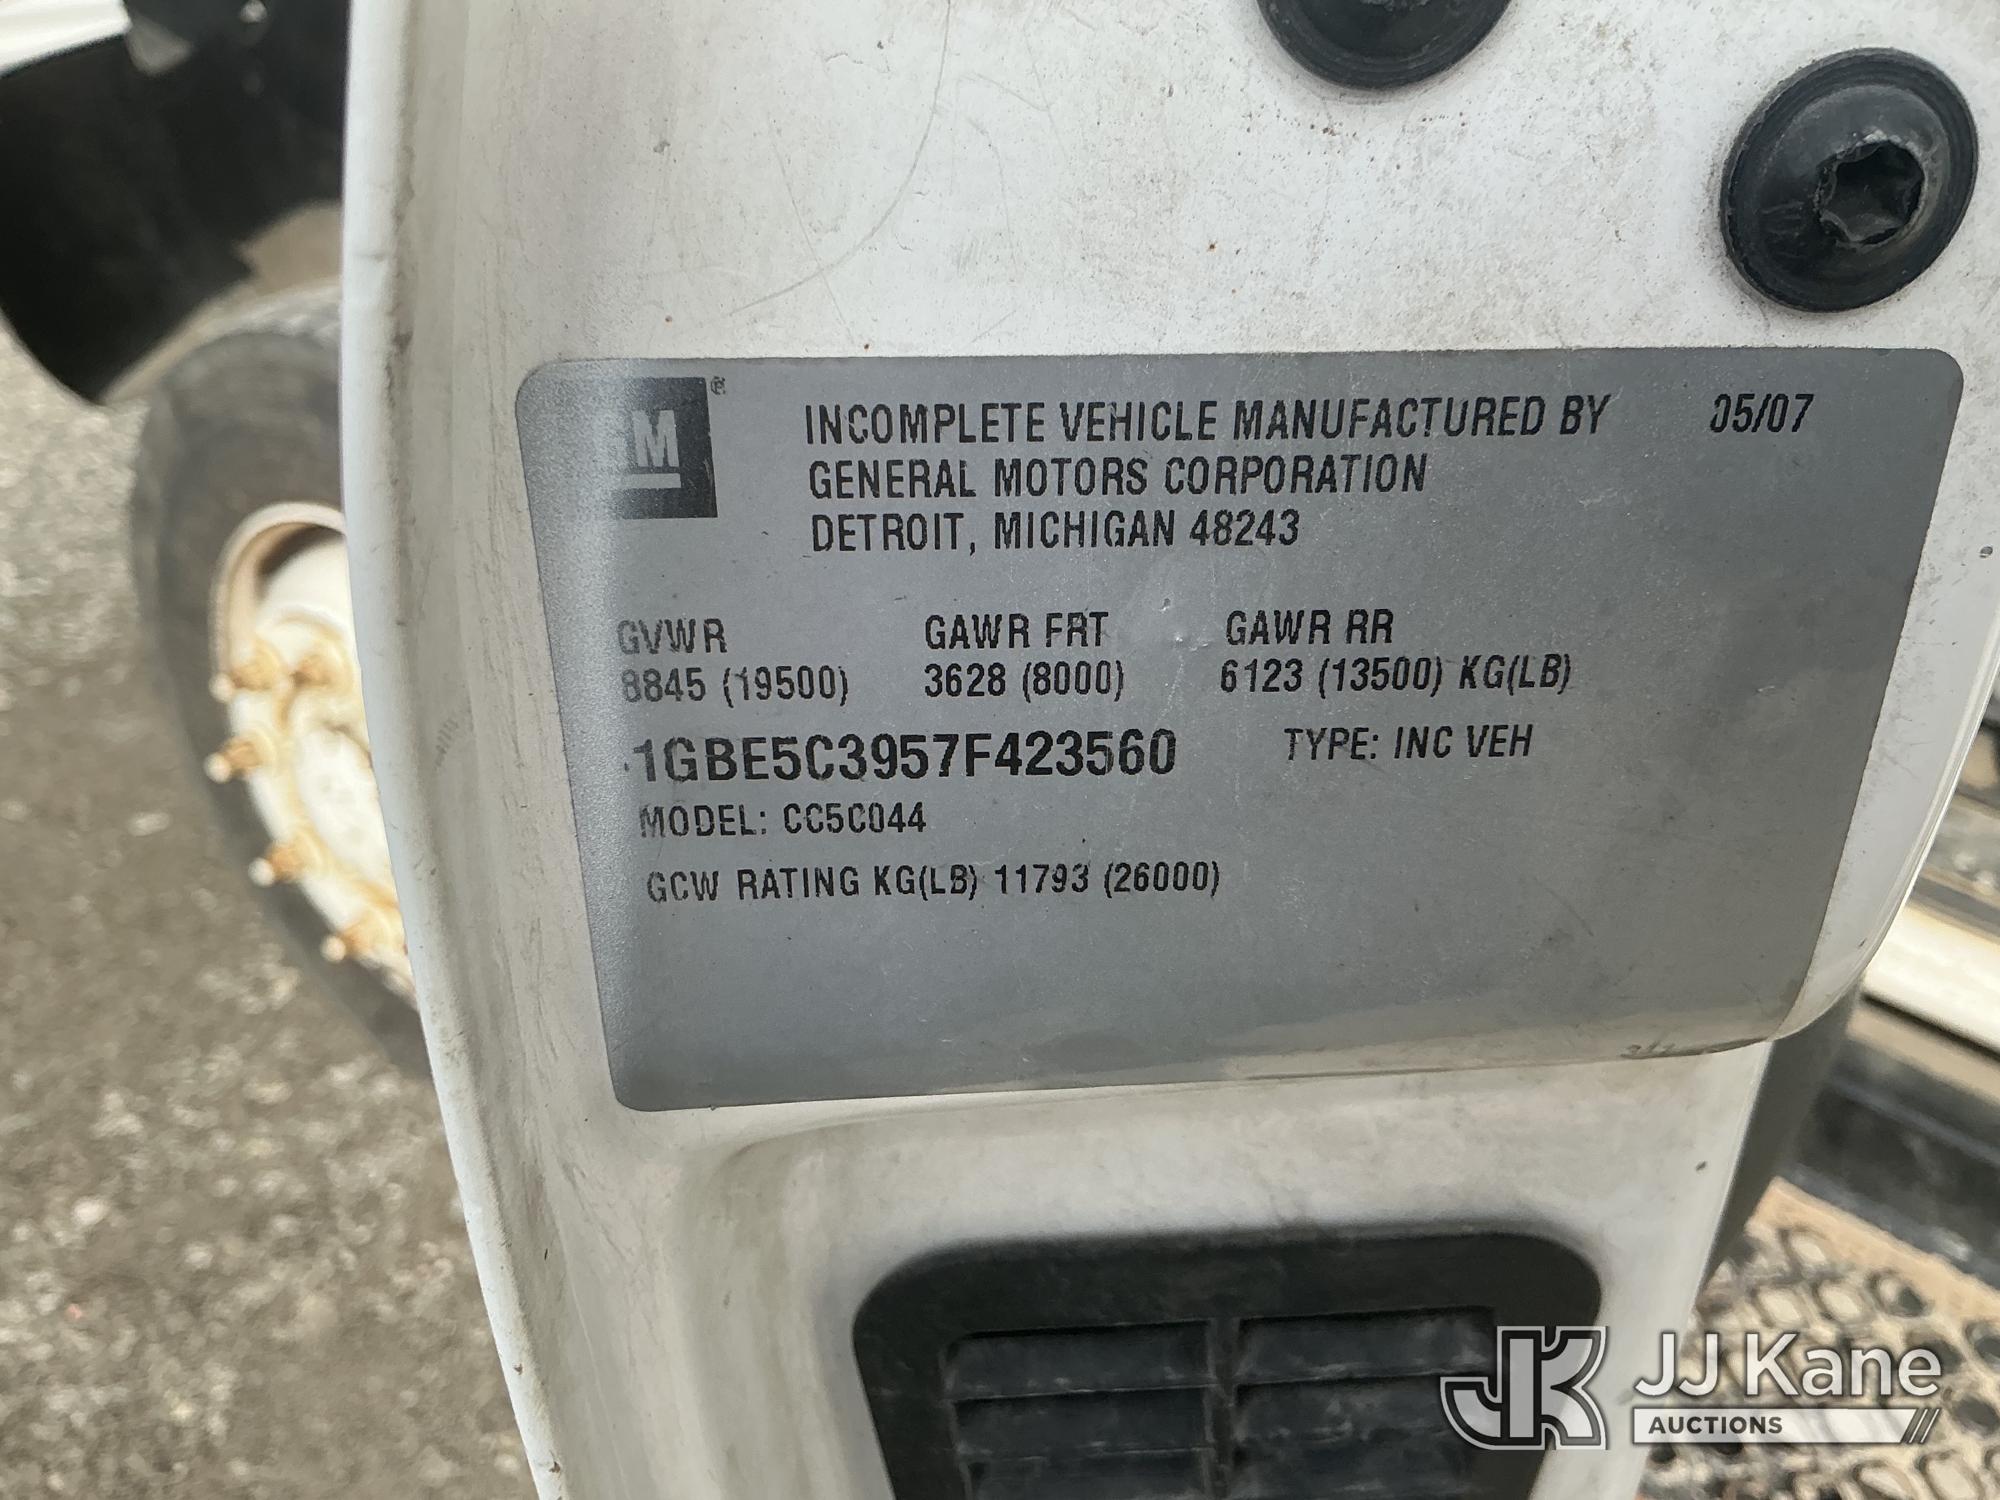 GM®
INCOMPLETE VEHICLE MANUFACTURED BY 05/07
GENERAL MOTORS CORPORATION
DETROIT, MICHIGAN 48243
GVWR GAWR FRT GAWR RR
8845 (19500) 3628 (8000) 6123 (13500) KG(LB)
1GBE5C3957F423560 TYPE: INC VEH
MODEL: CC5C044
GCW RATING KG(LB) 11793 (26000)
JK JJ Kane
AUCTIONS